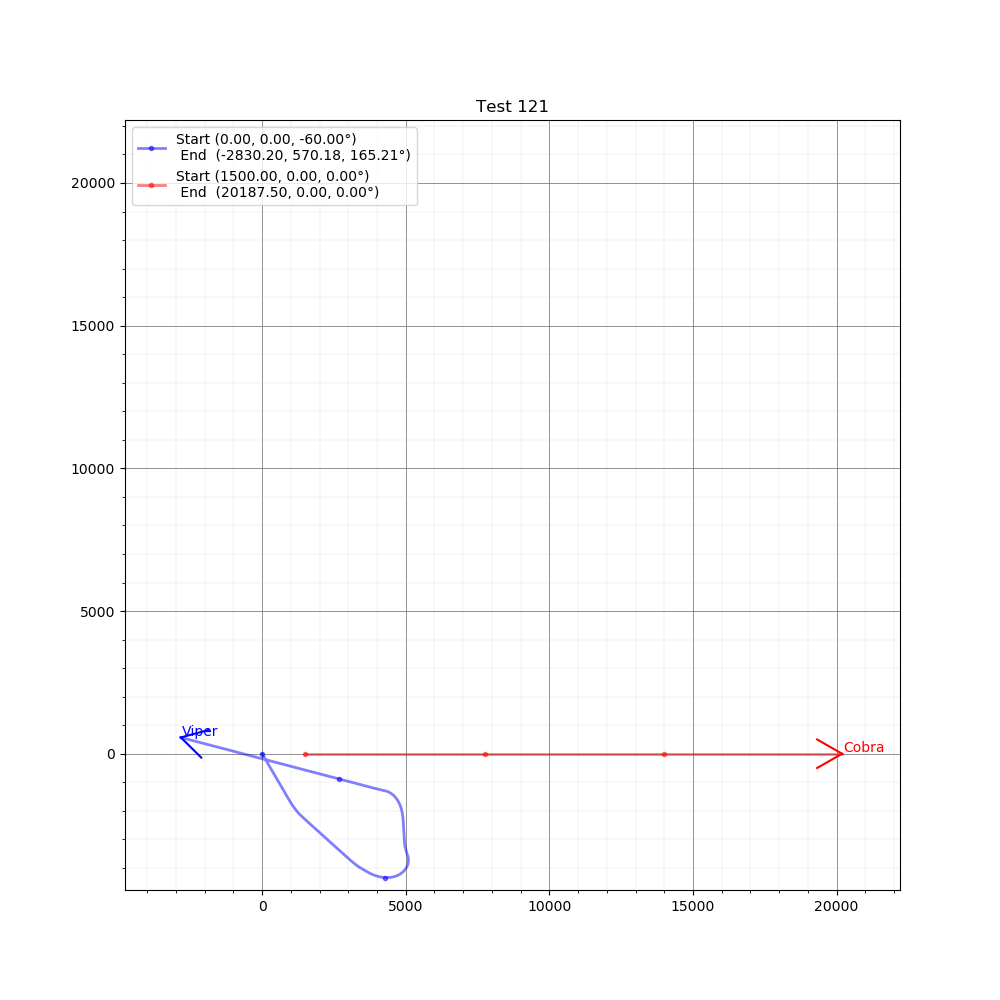 Test 121
Start (0.00, 0.00, -60.00°)
End (-2830.20, 570.18, 165.21°)
Start (1500.00, 0.00, 0.00°)
End (20187.50, 0.00, 0.00°)
20000
15000
10000
5000
0
Viper
Cobra
0
5000
10000
15000
20000